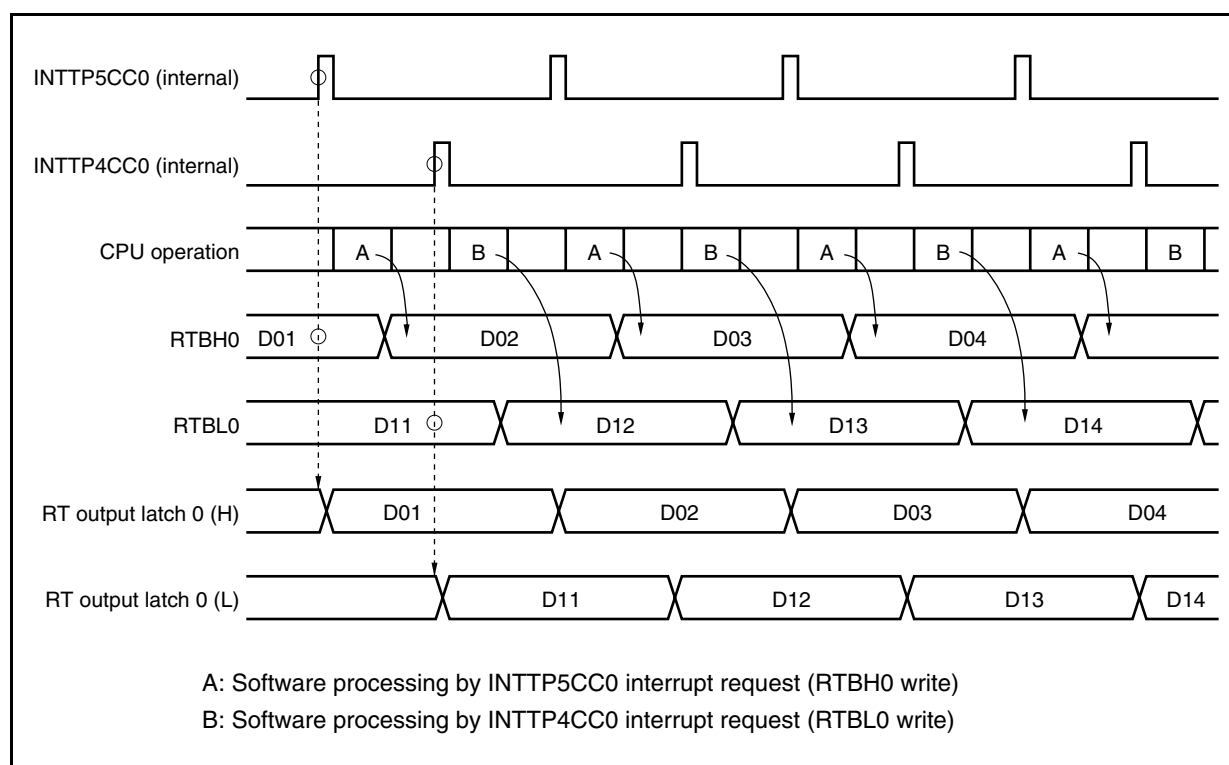 INTTP5CC0 (internal)
INTTP4CC0 (internal)
CPU operation A B A B A B A B
RTBH0 D01 D02 D03 D04
RTBL0 D11 D12 D13 D14
RT output latch 0 (H) D01 D02 D03 D04
RT output latch 0 (L) D11 D12 D13 D14
A: Software processing by INTTP5CC0 interrupt request (RTBH0 write)
B: Software processing by INTTP4CC0 interrupt request (RTBL0 write)